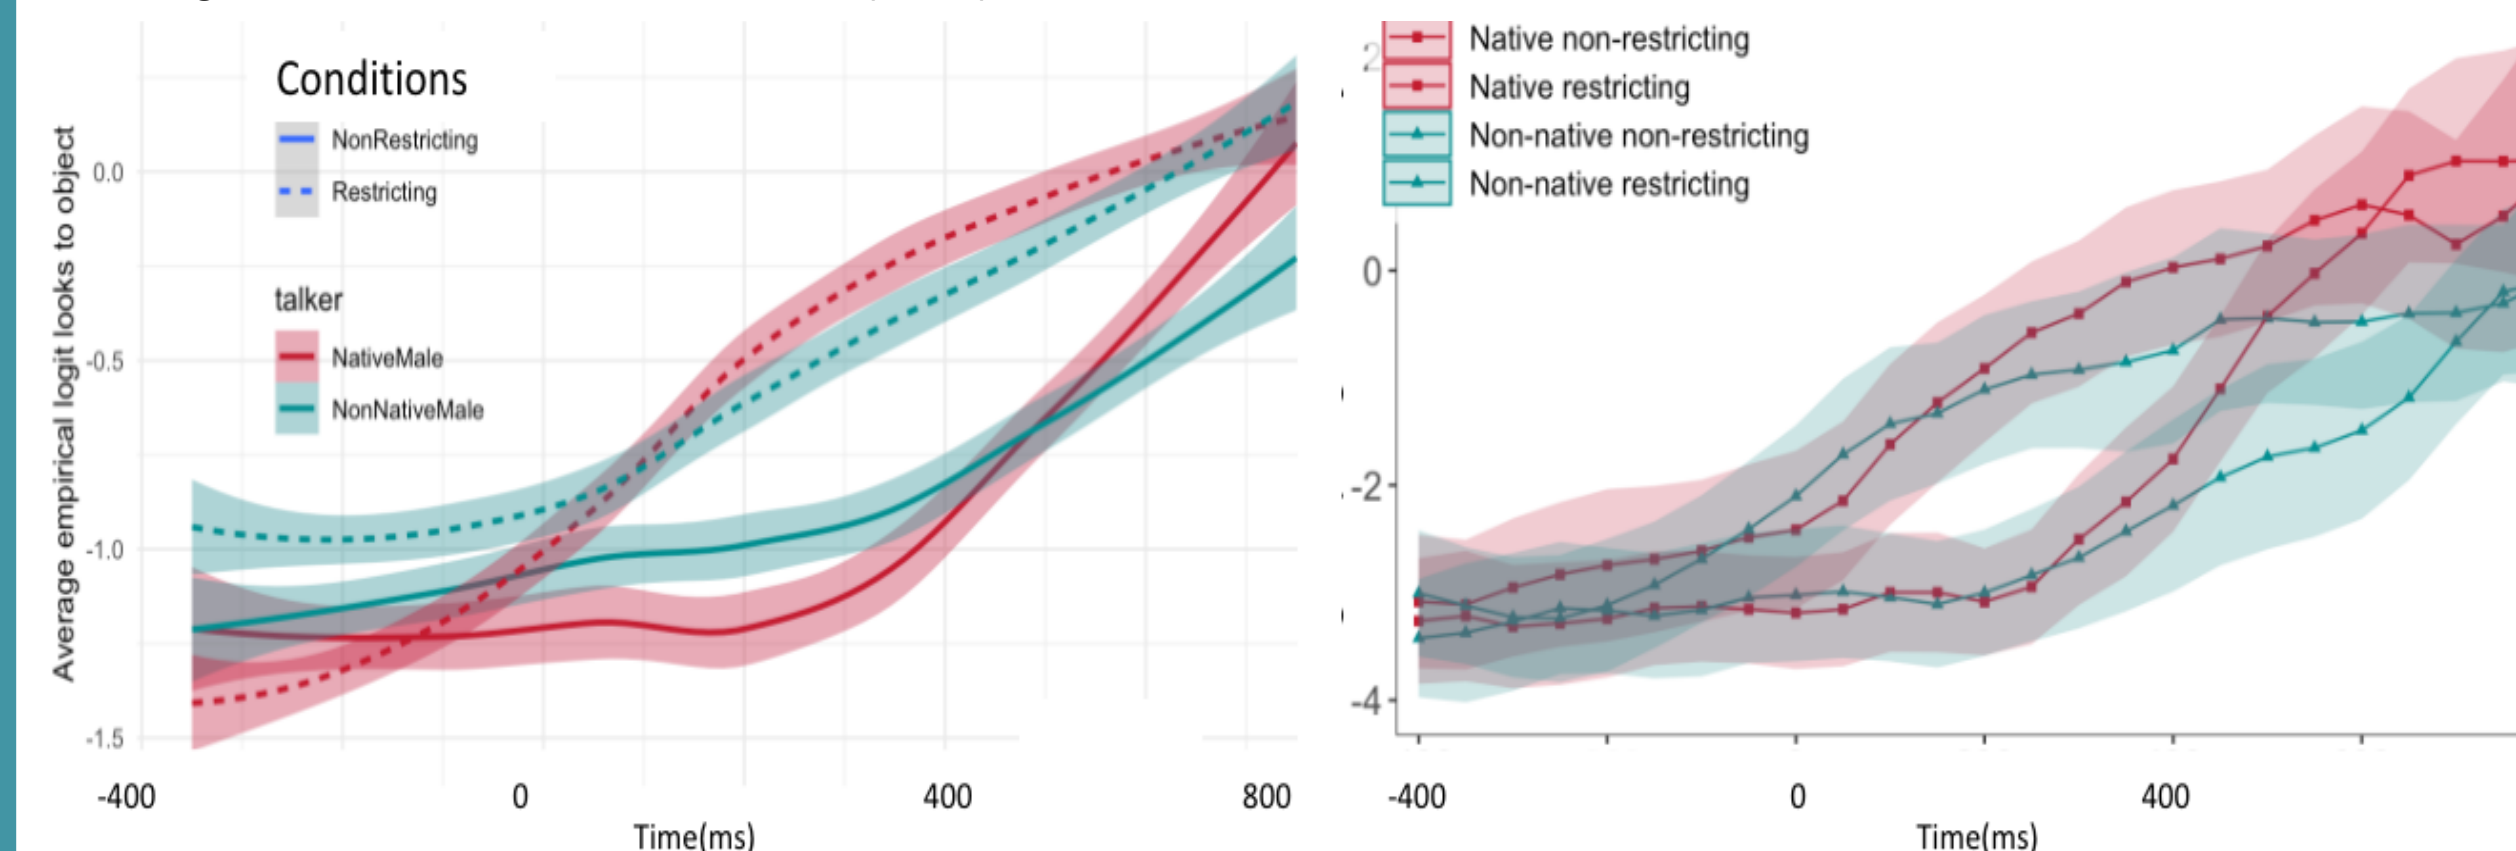 Conditions
NonRestricting
Restricting
talker
NativeMale
NonNativeMale
Average empirical logit looks to object
0.0
-0.5
-1.0
-1.5
-400 0 400 800
Time(ms)
Native non-restricting
Native restricting
Non-native non-restricting
Non-native restricting
2
0
-2
-4
-400 0 400
Time(ms)